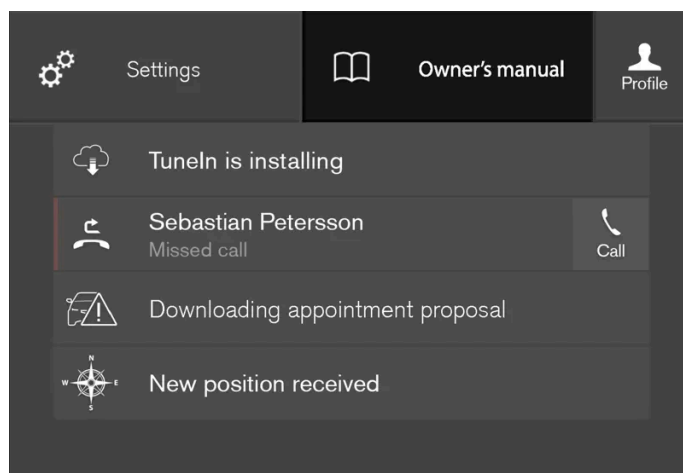 Settings
Owner's manual
Profile
TuneIn is installing
Sebastian Petersson
Missed call
Call
Downloading appointment proposal
N
W
E
S
New position received